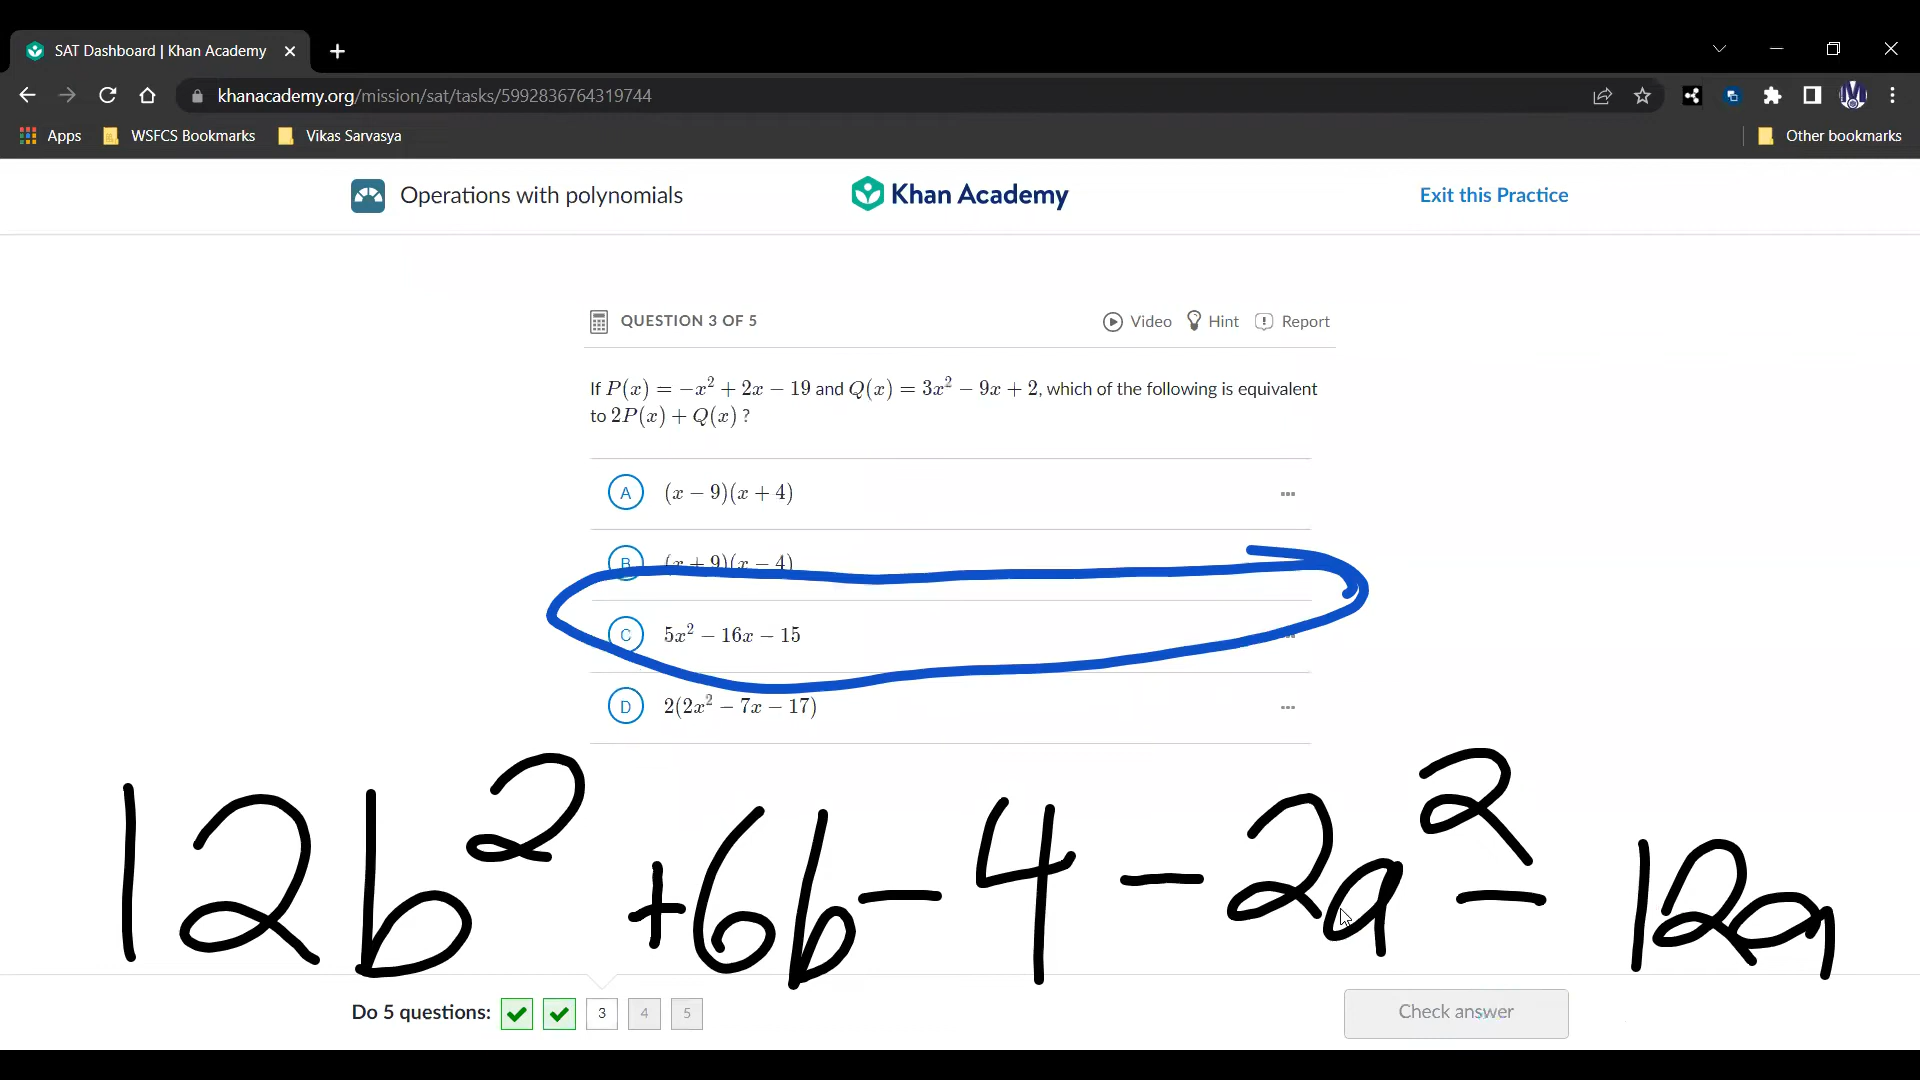 SAT Dashboard | Khan Academy
khanacademy.org/mission/sat/tasks/5992836764319744
Apps WSFCS Bookmarks Vikas Sarvasya Other bookmarks
Operations with polynomials Khan Academy Exit this Practice
QUESTION 3 OF 5 Video Hint Report
If P(x) = −x² + 2x − 19 and Q(x) = 3x² − 9x + 2, which of the following is equivalent
to 2P(x) + Q(x) ?
A (x − 9)(x + 4)
B (x + 9)(x − 4)
C 5x² − 16x − 15
D 2(2x² − 7x − 17)
12b² +6b − 4 − 2a² − 12a
Do 5 questions: 3 4 5 Check answer